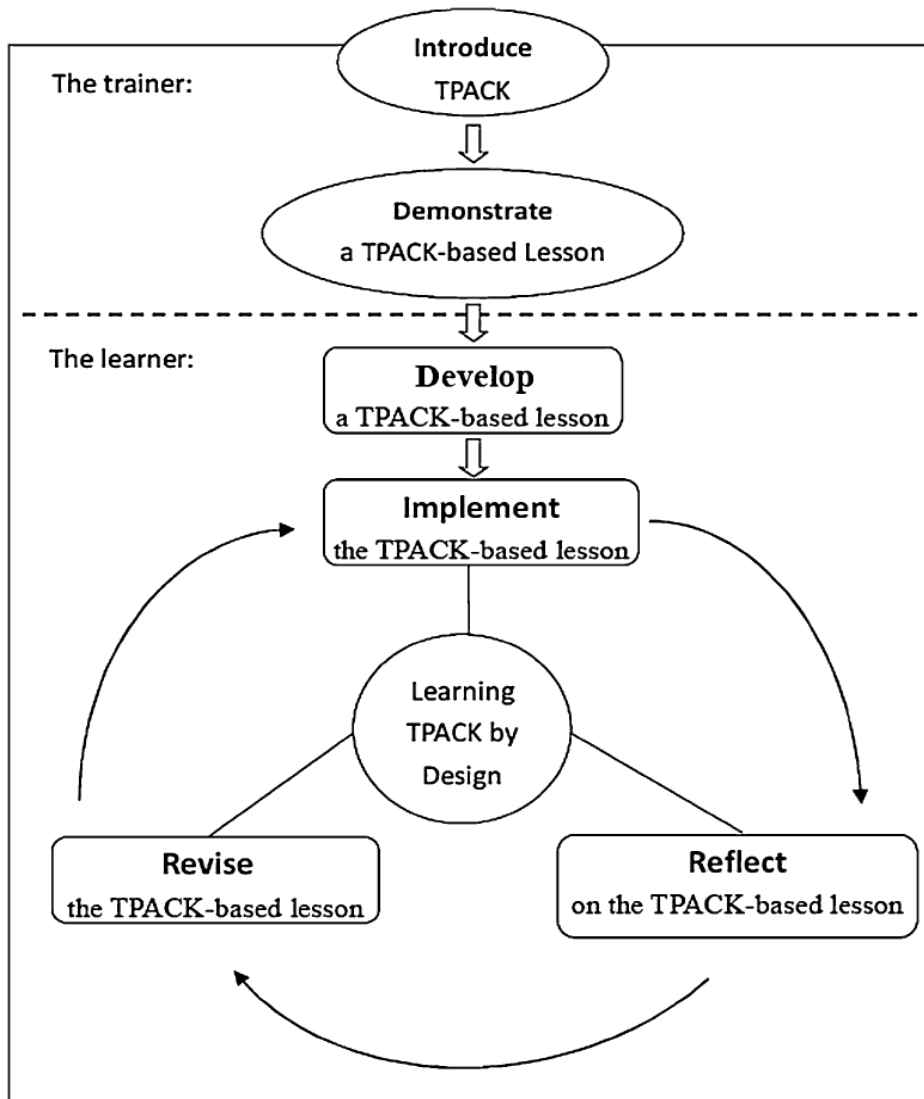 Introduce
TPACK
The trainer:
Demonstrate
a TPACK-based Lesson
The learner:
Develop
a TPACK-based lesson
Implement
the TPACK-based lesson
Learning
TPACK by
Design
Revise
the TPACK-based lesson
Reflect
on the TPACK-based lesson